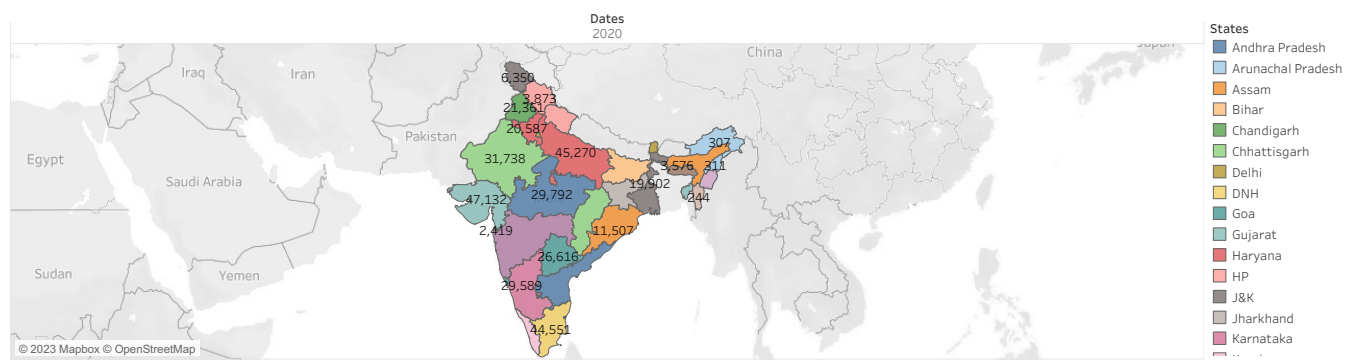 Dates
2020
China
Iraq
Iran
Pakistan
Egypt
Saudi Arabia
Sudan
Yemen
6,350
3,873
21,361
20,587
45,270
31,738
307
3,576
311
19,902
47,132
29,792
244
2,419
11,507
26,616
29,589
44,551
© 2023 Mapbox © OpenStreetMap
States
Andhra Pradesh
Arunachal Pradesh
Assam
Bihar
Chandigarh
Chhattisgarh
Delhi
DNH
Goa
Gujarat
Haryana
HP
J&K
Jharkhand
Karnataka